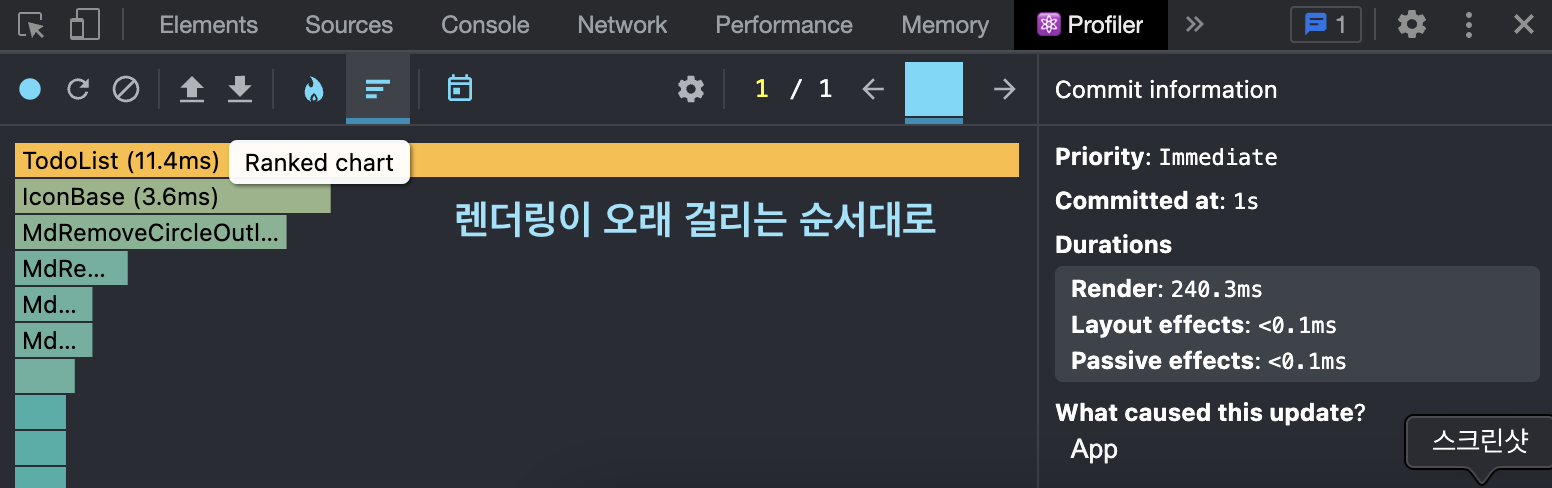 Elements Sources Console Network Performance Memory Profiler 1
1 / 1
Commit information
TodoList (11.4ms)
Ranked chart
IconBase (3.6ms)
MdRemoveCircleOutl...
MdRe...
Md...
Md...
렌더링이 오래 걸리는 순서대로
Priority: Immediate
Committed at: 1s
Durations
Render: 240.3ms
Layout effects: <0.1ms
Passive effects: <0.1ms
What caused this update?
App
스크린샷